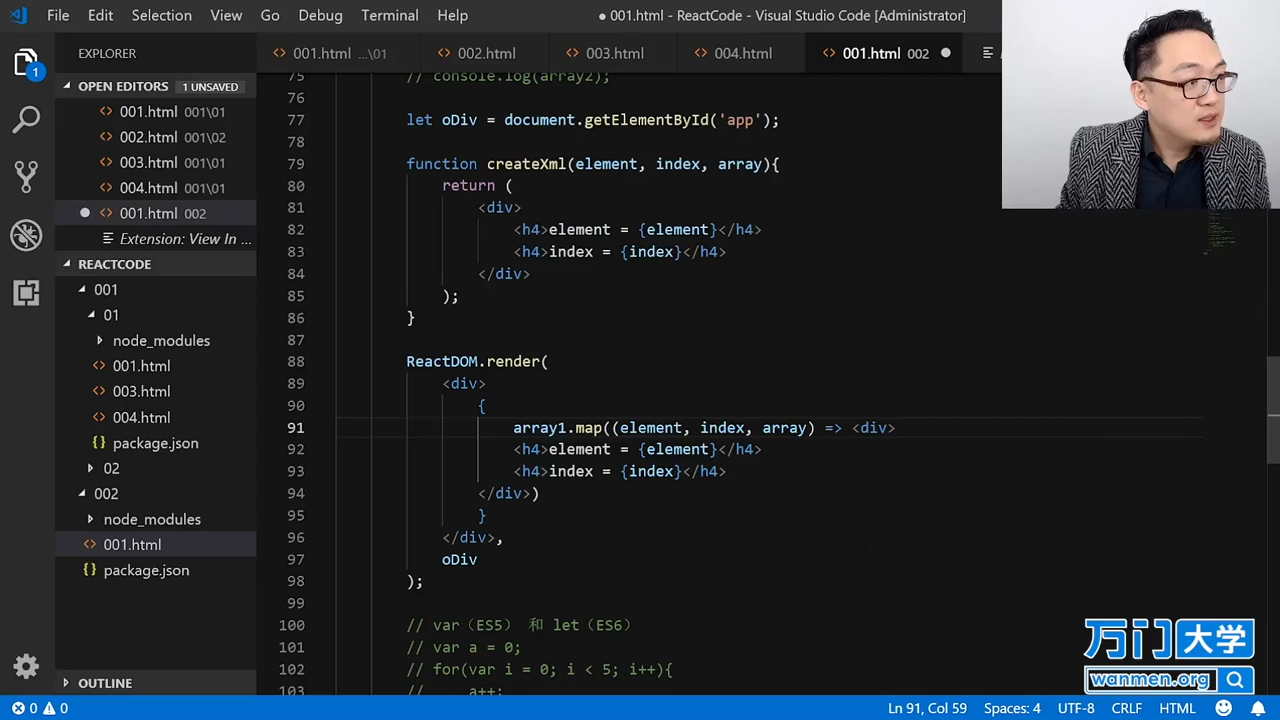 File Edit Selection View Go Debug Terminal Help ● 001.html - ReactCode - Visual Studio Code [Administrator]
EXPLORER
001.html ...\01 002.html 003.html 004.html 001.html 002
OPEN EDITORS 1 UNSAVED
001.html 001\01
002.html 001\02
003.html 001\01
004.html 001\01
001.html 002
Extension: View In ...
REACTCODE
001
01
node_modules
001.html
003.html
004.html
package.json
02
002
node_modules
001.html
package.json
OUTLINE
1
75 // console.log(array2);
76
77 let oDiv = document.getElementById('app');
78
79 function createXml(element, index, array){
80 return (
81 <div>
82 <h4>element = {element}</h4>
83 <h4>index = {index}</h4>
84 </div>
85 );
86 }
87
88 ReactDOM.render(
89 <div>
90 {
91 array1.map((element, index, array) => <div>
92 <h4>element = {element}</h4>
93 <h4>index = {index}</h4>
94 </div>)
95 }
96 </div>,
97 oDiv
98 );
99
100 // var（ES5） 和 let（ES6）
101 // var a = 0;
102 // for(var i = 0; i < 5; i++){
103 // a++;
万门大学
wanmen.org
0 0 Ln 91, Col 59 Spaces: 4 UTF-8 CRLF HTML